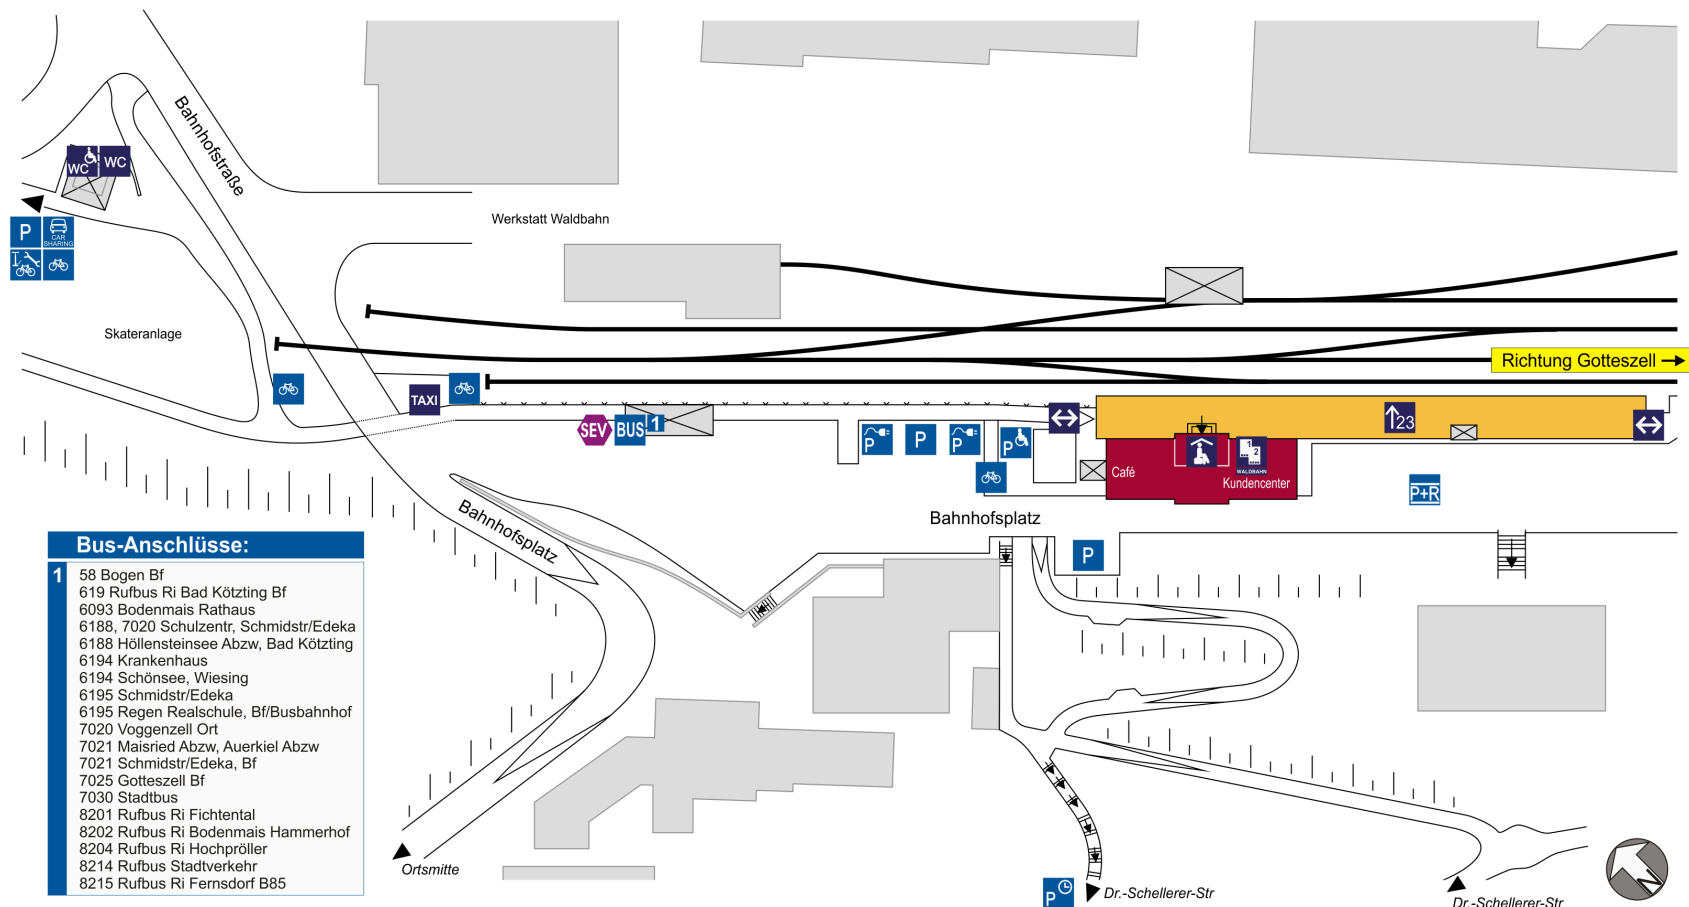 Bahnhofstraße
WC
WC
Werkstatt Waldbahn
P
CAR
SHARING
Skateranlage
Richtung Gotteszell
TAXI
SEV
BUS
1
P
P
P
P
23
1
2
WALDBAHN
Café
Kundencenter
P+R
Bahnhofsplatz
Bahnhofsplatz
P
Bus-Anschlüsse:
1
58 Bogen Bf
619 Rufbus Ri Bad Kötzting Bf
6093 Bodenmais Rathaus
6188, 7020 Schulzentr, Schmidstr/Edeka
6188 Höllensteinsee Abzw, Bad Kötzting
6194 Krankenhaus
6194 Schönsee, Wiesing
6195 Schmidstr/Edeka
6195 Regen Realschule, Bf/Busbahnhof
7020 Voggenzell Ort
7021 Maisried Abzw, Auerkiel Abzw
7021 Schmidstr/Edeka, Bf
7025 Gotteszell Bf
7030 Stadtbus
8201 Rufbus Ri Fichtental
8202 Rufbus Ri Bodenmais Hammerhof
8204 Rufbus Ri Hochpröller
8214 Rufbus Stadtverkehr
8215 Rufbus Ri Fernsdorf B85
Ortsmitte
P
Dr.-Schellerer-Str
Dr.-Schellerer-Str
N